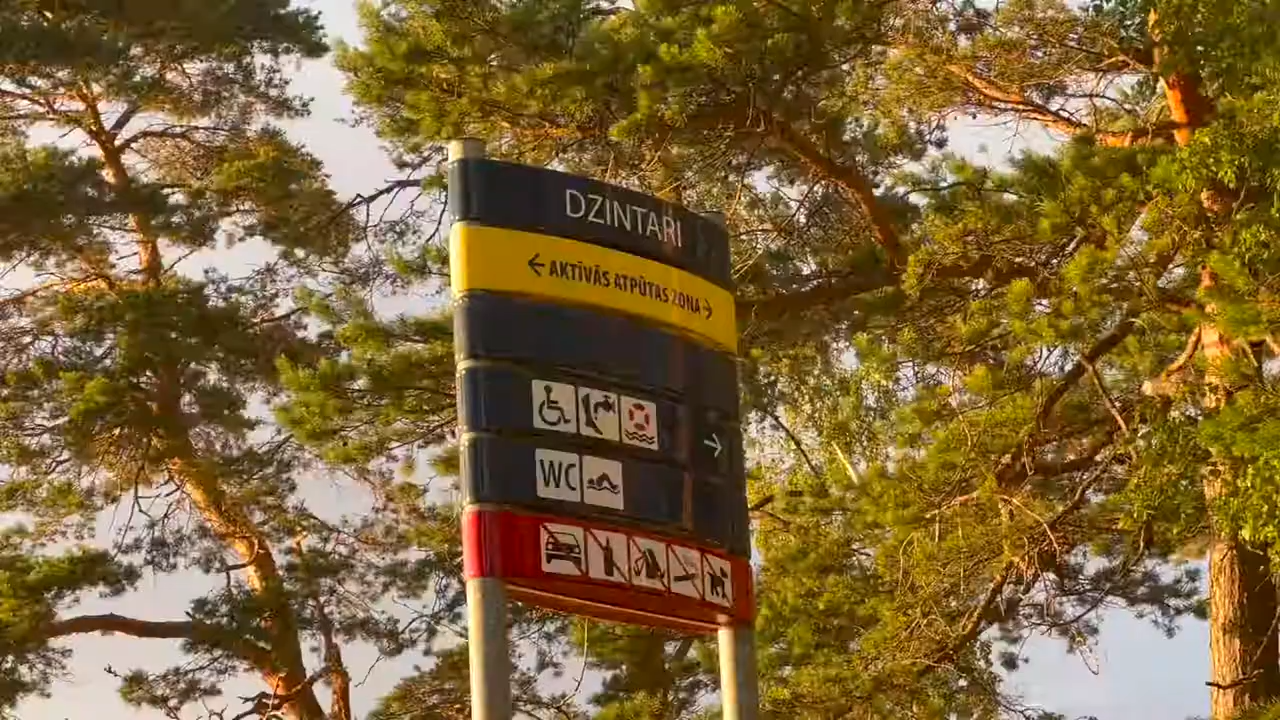 DZINTARI
← AKTĪVĀS ATPŪTAS ZONA →
→
WC